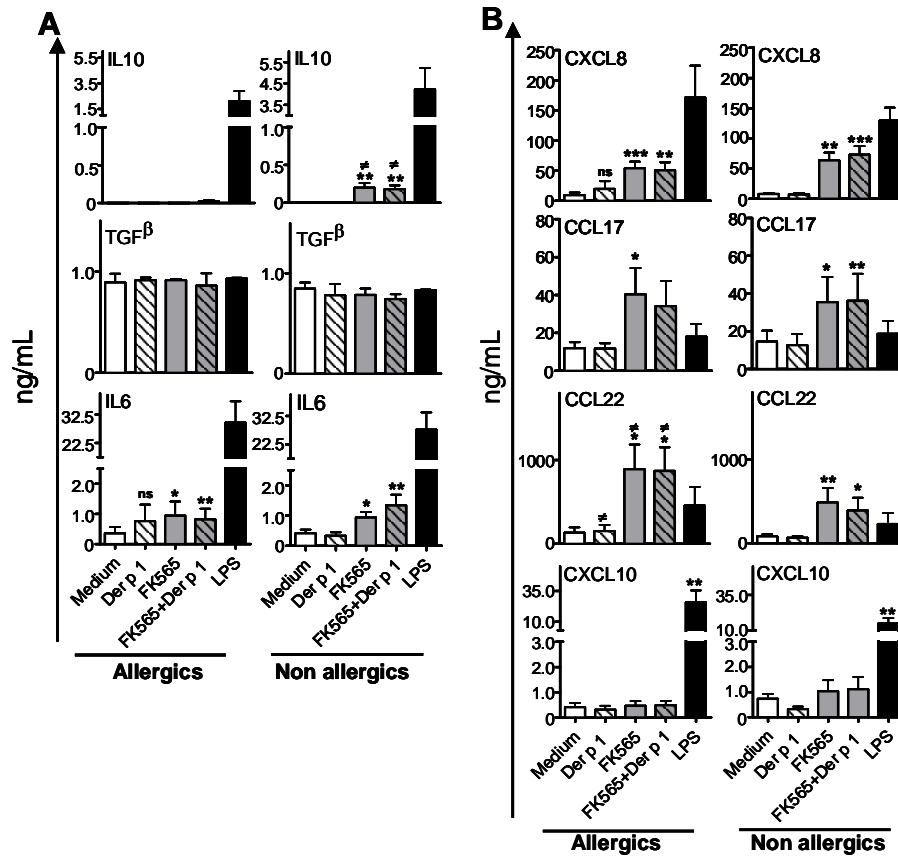 A
ng/mL
IL10
5.5
3.5
1.5
1.0
0.5
0
IL10
5.5
4.5
3.5
1.0
0.5
0
≠ ≠
** **
TGFβ
1.0
0
TGFβ
1.0
0
IL6
32.5
22.5
2.0
1.0
0
ns * **
IL6
32.5
22.5
2.0
1.0
0
* **
Medium Der p 1 FK565 FK565+Der p 1 LPS
Medium Der p 1 FK565 FK565+Der p 1 LPS
Allergics Non allergics
B
ng/mL
CXCL8
250
200
150
100
50
0
ns *** **
CXCL8
250
200
150
100
50
0
** ***
CCL17
80
60
40
20
0
*
CCL17
80
60
40
20
0
* **
CCL22
1000
0
≠ ≠ ≠
* *
CCL22
1000
0
** *
CXCL10
35.0
10.0
3.0
2.0
1.0
0
**
CXCL10
35.0
10.0
3.0
2.0
1.0
0
**
Medium Der p 1 FK565 FK565+Der p 1 LPS
Medium Der p 1 FK565 FK565+Der p 1 LPS
Allergics Non allergics